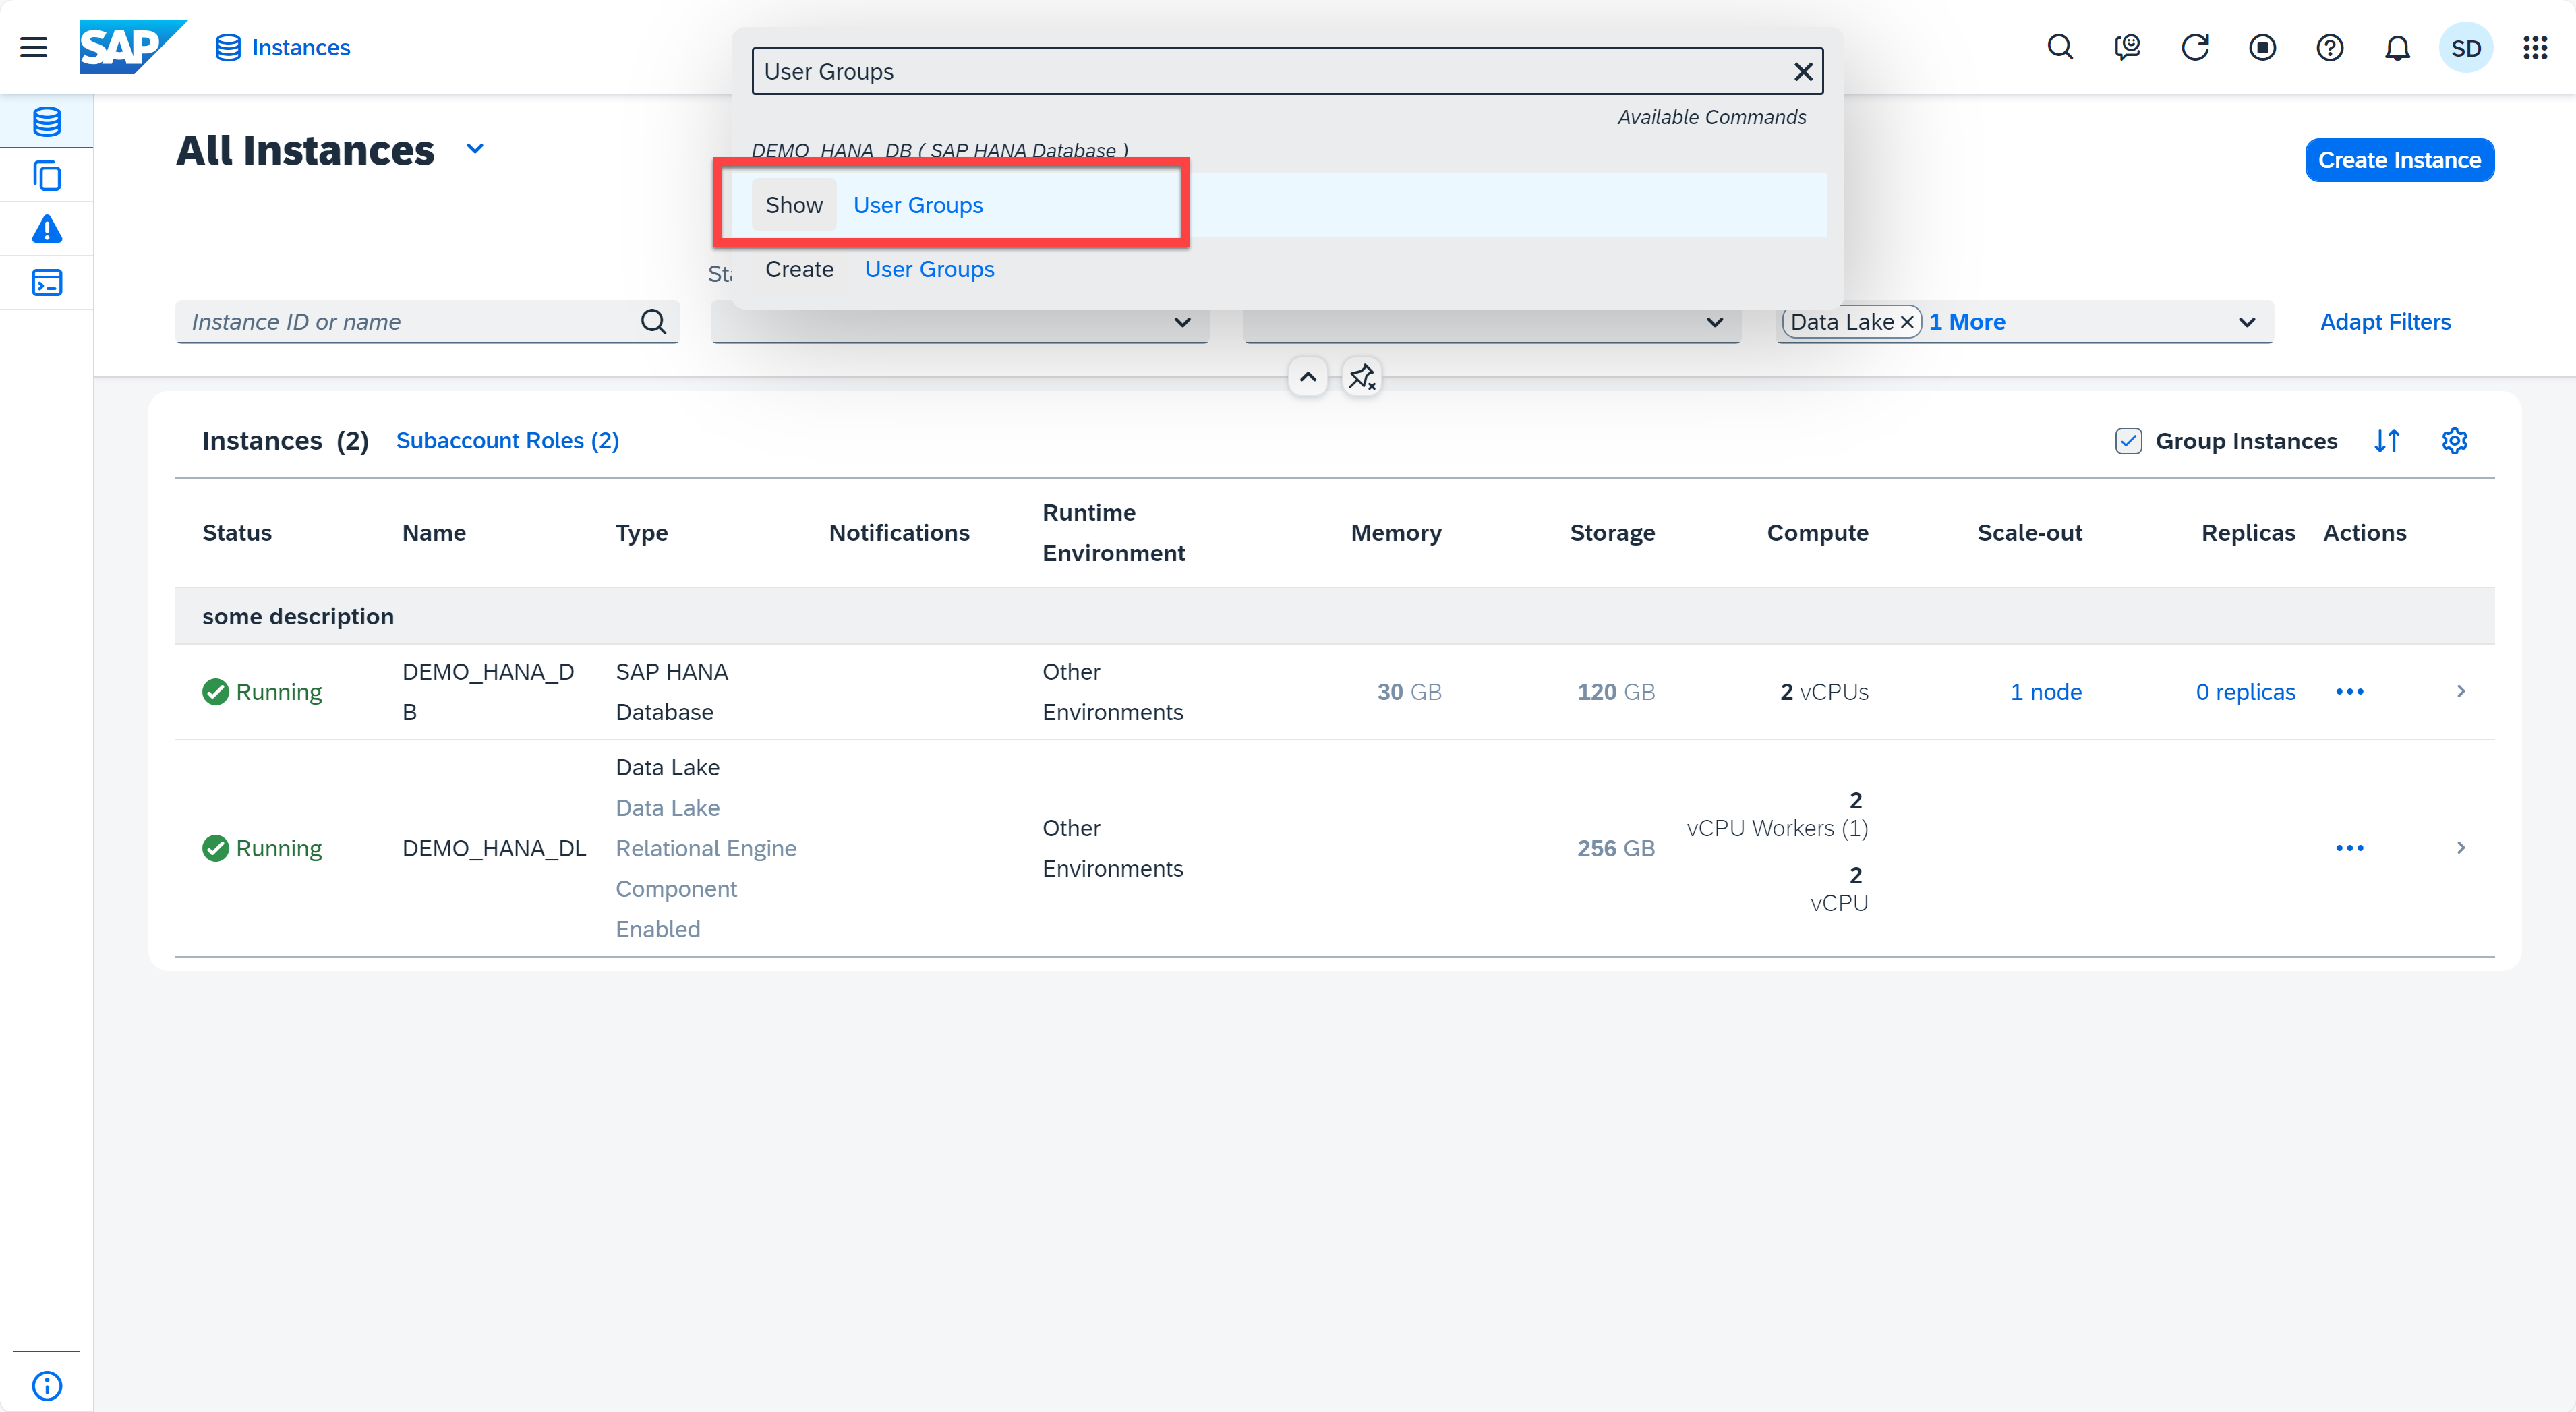 SAP
Instances
User Groups
Available Commands
DEMO_HANA_DB ( SAP HANA Database )
Show User Groups
Create User Groups
All Instances
Create Instance
Instance ID or name
Data Lake
1 More
Adapt Filters
Instances (2)
Subaccount Roles (2)
Group Instances
Status
Name
Type
Notifications
Runtime
Environment
Memory
Storage
Compute
Scale-out
Replicas
Actions
some description
Running
DEMO_HANA_D
B
SAP HANA
Database
Other
Environments
30 GB
120 GB
2 vCPUs
1 node
0 replicas
Running
DEMO_HANA_DL
Data Lake
Data Lake
Relational Engine
Component
Enabled
Other
Environments
256 GB
2
vCPU Workers (1)
2
vCPU
SD